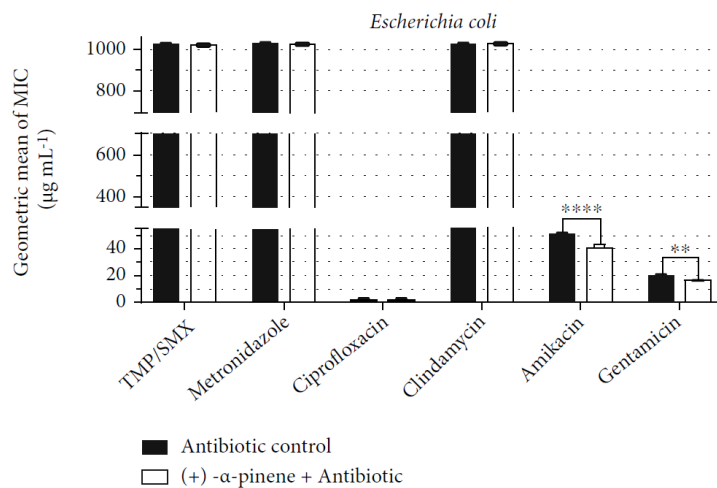 Escherichia coli
Geometric mean of MIC
(µg mL-1)
1000
800
600
400
40
20
0
****
**
TMP/SMX
Metronidazole
Ciprofloxacin
Clindamycin
Amikacin
Gentamicin
Antibiotic control
(+) -α-pinene + Antibiotic